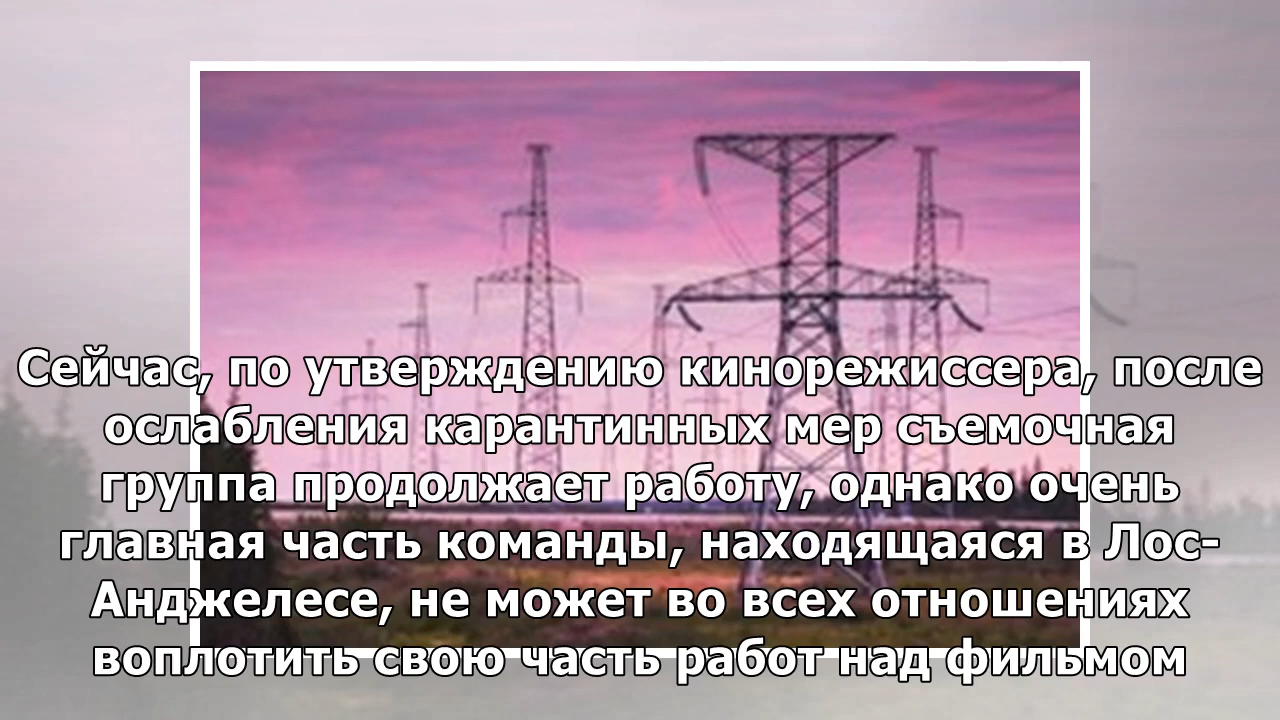 Сейчас, по утверждению кинорежиссера, после
ослабления карантинных мер съемочная
группа продолжает работу, однако очень
главная часть команды, находящаяся в Лос-
Анджелесе, не может во всех отношениях
воплотить свою часть работ над фильмом